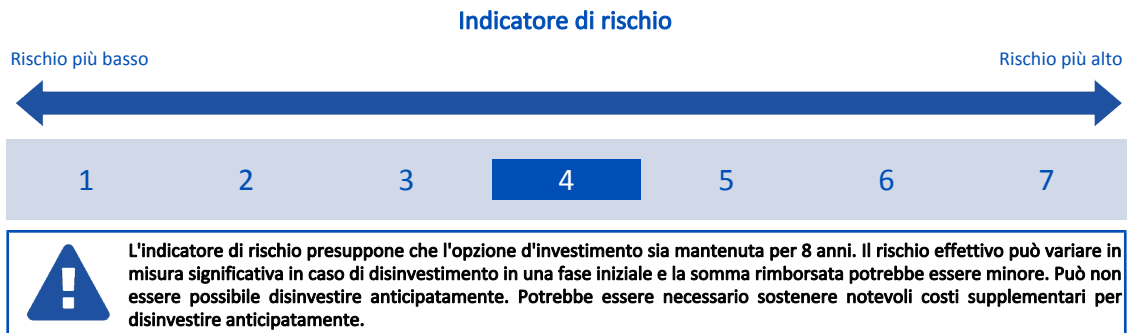 Indicatore di rischio
Rischio più basso
Rischio più alto
1 2 3 4 5 6 7
L'indicatore di rischio presuppone che l'opzione d'investimento sia mantenuta per 8 anni. Il rischio effettivo può variare in
misura significativa in caso di disinvestimento in una fase iniziale e la somma rimborsata potrebbe essere minore. Può non
essere possibile disinvestire anticipatamente. Potrebbe essere necessario sostenere notevoli costi supplementari per
disinvestire anticipatamente.